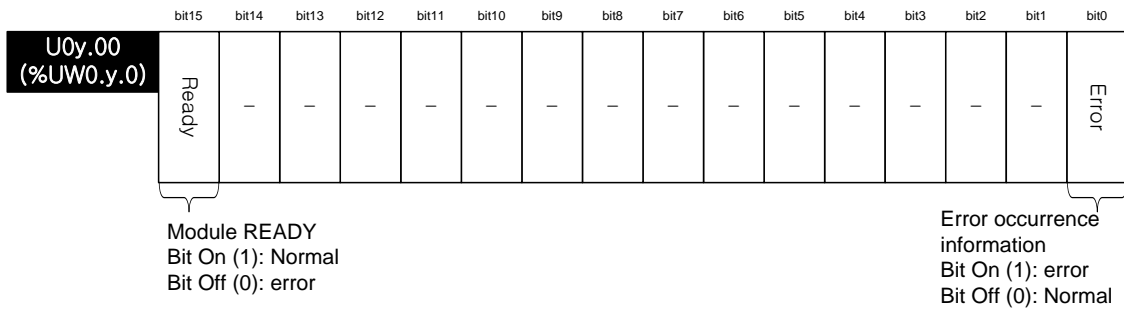 bit15 bit14 bit13 bit12 bit11 bit10 bit9 bit8 bit7 bit6 bit5 bit4 bit3 bit2 bit1 bit0
U0y.00
(%UW0.y.0)
Ready – – – – – – – – – – – – – – Error
Module READY
Bit On (1): Normal
Bit Off (0): error
Error occurrence
information
Bit On (1): error
Bit Off (0): Normal